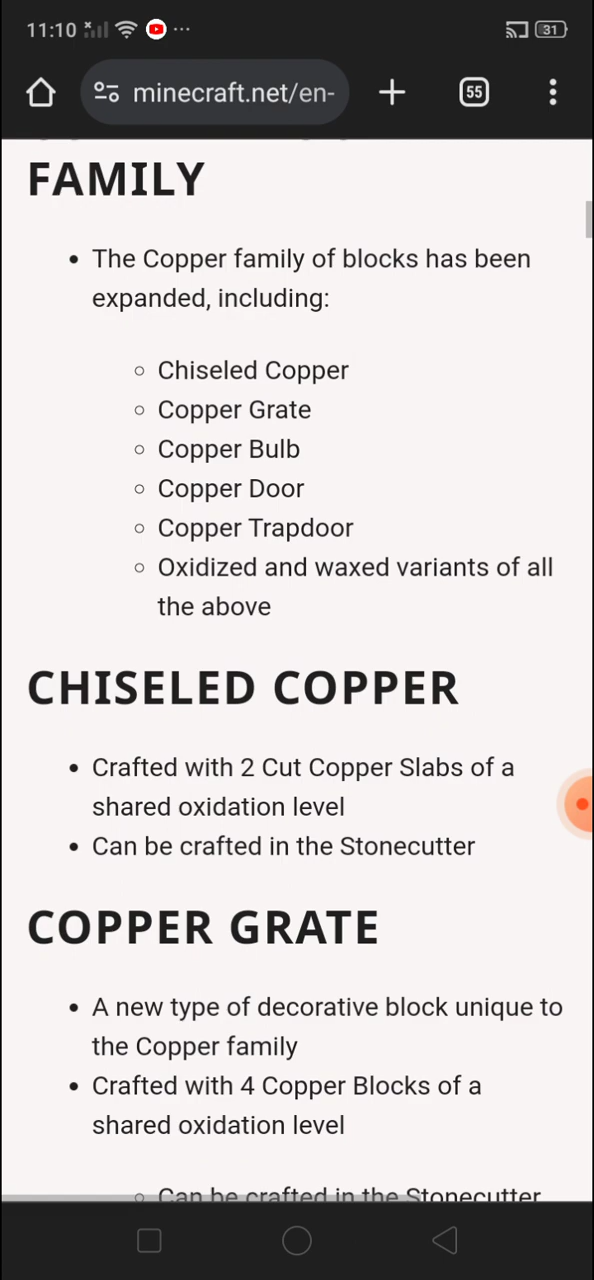 11:10
31
minecraft.net/en-
55
FAMILY
The Copper family of blocks has been
expanded, including:
Chiseled Copper
Copper Grate
Copper Bulb
Copper Door
Copper Trapdoor
Oxidized and waxed variants of all
the above
CHISELED COPPER
Crafted with 2 Cut Copper Slabs of a
shared oxidation level
Can be crafted in the Stonecutter
COPPER GRATE
A new type of decorative block unique to
the Copper family
Crafted with 4 Copper Blocks of a
shared oxidation level
Can be crafted in the Stonecutter